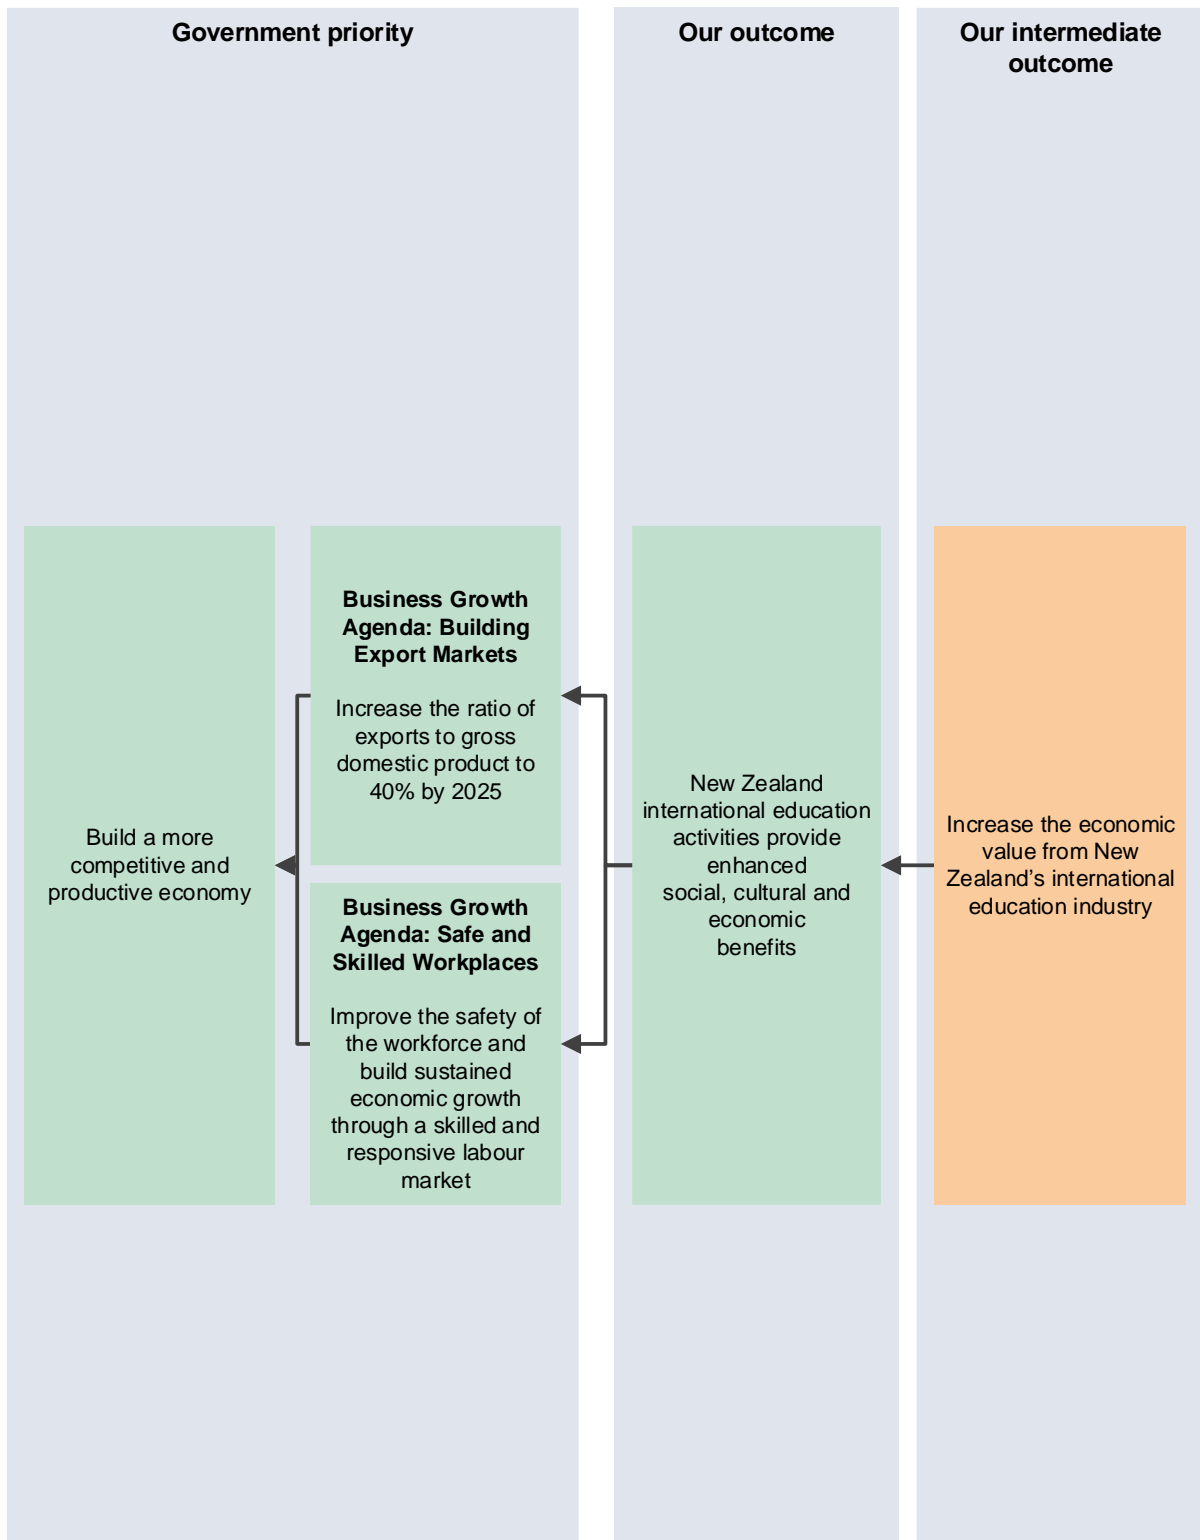 Government priority
Our outcome
Our intermediate
outcome
Build a more
competitive and
productive economy
Business Growth
Agenda: Building
Export Markets
Increase the ratio of
exports to gross
domestic product to
40% by 2025
Business Growth
Agenda: Safe and
Skilled Workplaces
Improve the safety of
the workforce and
build sustained
economic growth
through a skilled and
responsive labour
market
New Zealand
international education
activities provide
enhanced
social, cultural and
economic
benefits
Increase the economic
value from New
Zealand’s international
education industry